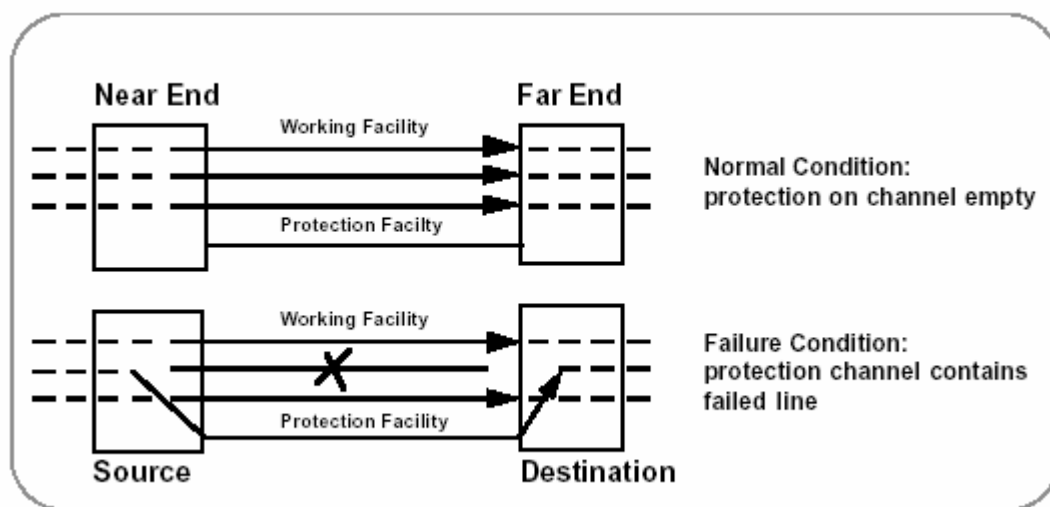 Near End
Far End
Working Facility
Normal Condition:
protection on channel empty
Protection Facilty
Working Facility
Failure Condition:
protection channel contains
failed line
Protection Facility
Source
Destination